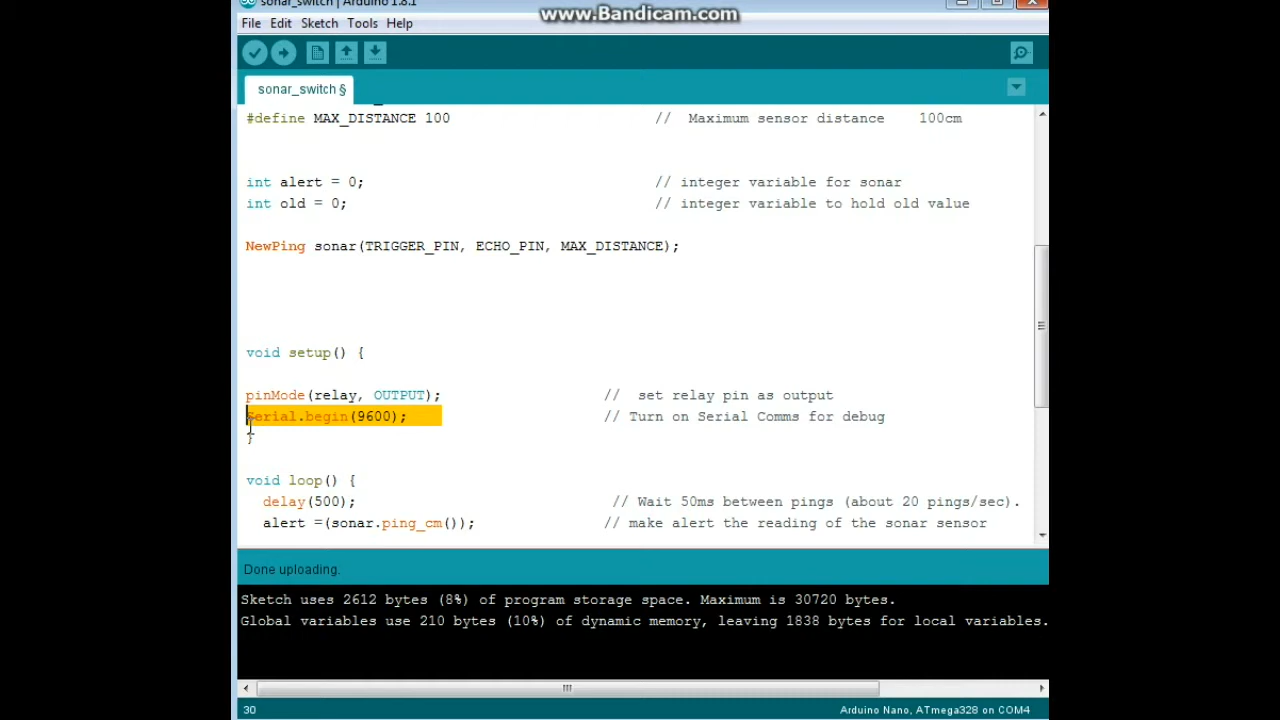 sonar_switch | Arduino 1.8.1
www.Bandicam.com
File Edit Sketch Tools Help
sonar_switch §
#define MAX_DISTANCE 100 // Maximum sensor distance 100cm
int alert = 0; // integer variable for sonar
int old = 0; // integer variable to hold old value
NewPing sonar(TRIGGER_PIN, ECHO_PIN, MAX_DISTANCE);
void setup() {
pinMode(relay, OUTPUT); // set relay pin as output
Serial.begin(9600); // Turn on Serial Comms for debug
}
void loop() {
delay(500); // Wait 50ms between pings (about 20 pings/sec).
alert =(sonar.ping_cm()); // make alert the reading of the sonar sensor
Done uploading.
Sketch uses 2612 bytes (8%) of program storage space. Maximum is 30720 bytes.
Global variables use 210 bytes (10%) of dynamic memory, leaving 1838 bytes for local variables.
30
Arduino Nano, ATmega328 on COM4